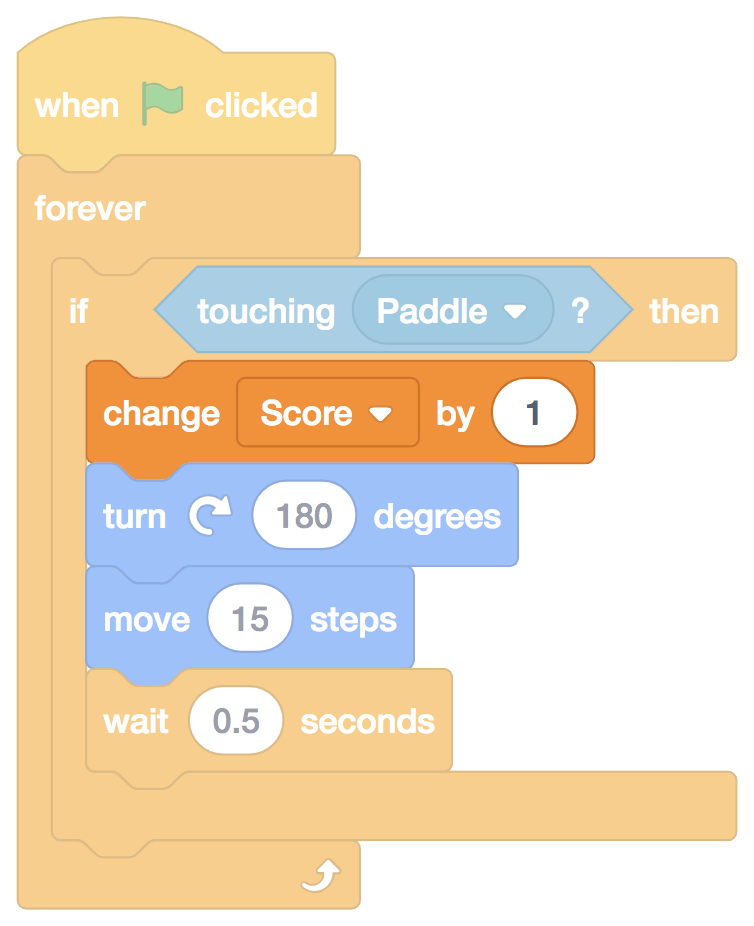 when clicked
forever
if touching Paddle ? then
change Score by 1
turn 180 degrees
move 15 steps
wait 0.5 seconds